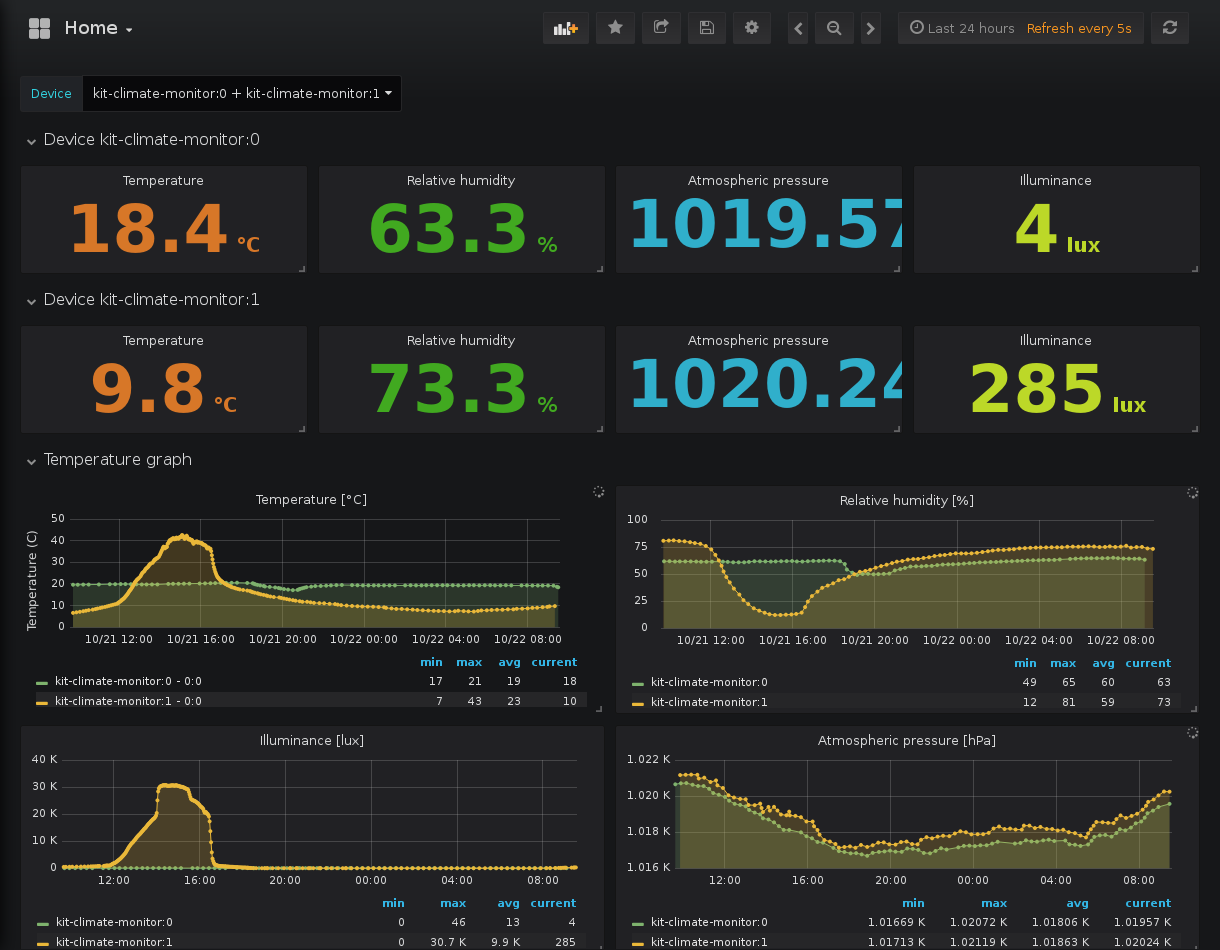 Home
Last 24 hours Refresh every 5s
Device kit-climate-monitor:0 + kit-climate-monitor:1
Device kit-climate-monitor:0
Temperature Relative humidity Atmospheric pressure Illuminance
18.4 °C 63.3 % 1019.57 4 lux
Device kit-climate-monitor:1
Temperature Relative humidity Atmospheric pressure Illuminance
9.8 °C 73.3 % 1020.24 285 lux
Temperature graph
Temperature [°C]
Temperature (C)
50
40
30
20
10
0
10/21 12:00 10/21 16:00 10/21 20:00 10/22 00:00 10/22 04:00 10/22 08:00
min max avg current
kit-climate-monitor:0 - 0:0 17 21 19 18
kit-climate-monitor:1 - 0:0 7 43 23 10
Relative humidity [%]
100
75
50
25
0
10/21 12:00 10/21 16:00 10/21 20:00 10/22 00:00 10/22 04:00 10/22 08:00
min max avg current
kit-climate-monitor:0 49 65 60 63
kit-climate-monitor:1 12 81 59 73
Illuminance [lux]
40 K
30 K
20 K
10 K
0
12:00 16:00 20:00 00:00 04:00 08:00
min max avg current
kit-climate-monitor:0 0 46 13 4
kit-climate-monitor:1 0 30.7 K 9.9 K 285
Atmospheric pressure [hPa]
1.022 K
1.020 K
1.018 K
1.016 K
12:00 16:00 20:00 00:00 04:00 08:00
min max avg current
kit-climate-monitor:0 1.01669 K 1.02072 K 1.01806 K 1.01957 K
kit-climate-monitor:1 1.01713 K 1.02119 K 1.01863 K 1.02024 K